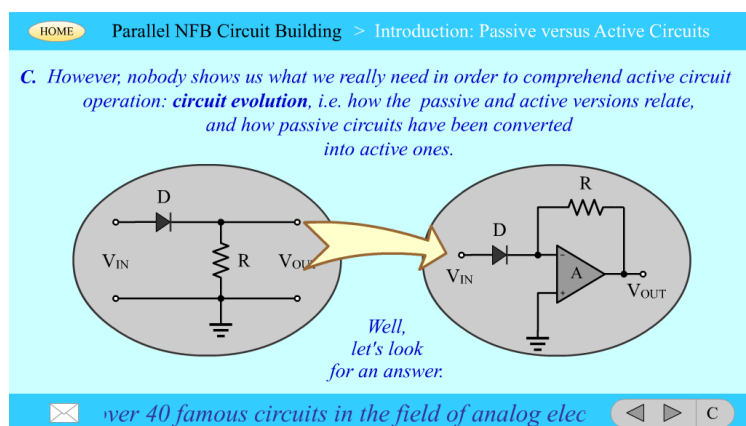 HOME Parallel NFB Circuit Building > Introduction: Passive versus Active Circuits
C. However, nobody shows us what we really need in order to comprehend active circuit
operation: circuit evolution, i.e. how the passive and active versions relate,
and how passive circuits have been converted
into active ones.
D
R
VIN
R
D
VIN
A
VOUT
Well,
let's look
for an answer.
over 40 famous circuits in the field of analog elec
C